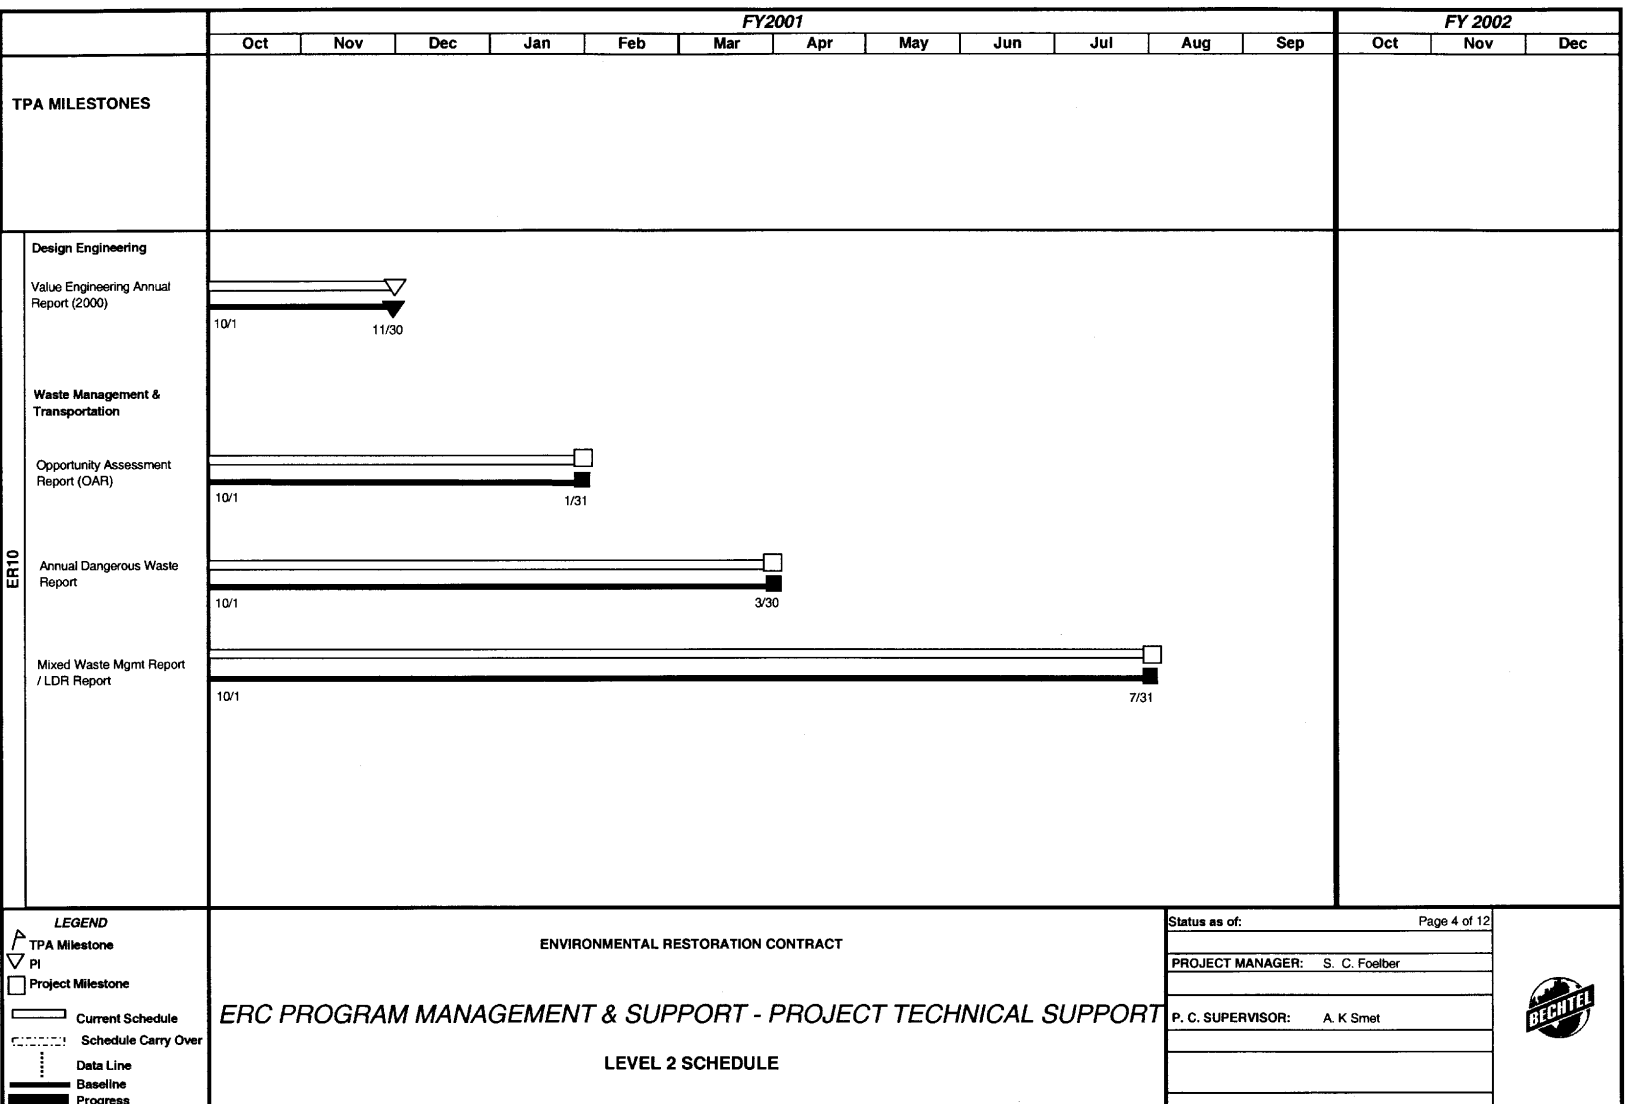 FY2001
FY 2002
Oct Nov Dec Jan Feb Mar Apr May Jun Jul Aug Sep Oct Nov Dec
TPA MILESTONES
ER10
Design Engineering
Value Engineering Annual
Report (2000)
10/1
11/30
Waste Management &
Transportation
Opportunity Assessment
Report (OAR)
10/1
1/31
Annual Dangerous Waste
Report
10/1
3/30
Mixed Waste Mgmt Report
/ LDR Report
10/1
7/31
LEGEND
TPA Milestone
PI
Project Milestone
Current Schedule
Schedule Carry Over
Data Line
Baseline
Progress
ENVIRONMENTAL RESTORATION CONTRACT
ERC PROGRAM MANAGEMENT & SUPPORT - PROJECT TECHNICAL SUPPORT
LEVEL 2 SCHEDULE
Status as of: Page 4 of 12
PROJECT MANAGER: S. C. Foelber
P. C. SUPERVISOR: A. K Smet
BECHTEL